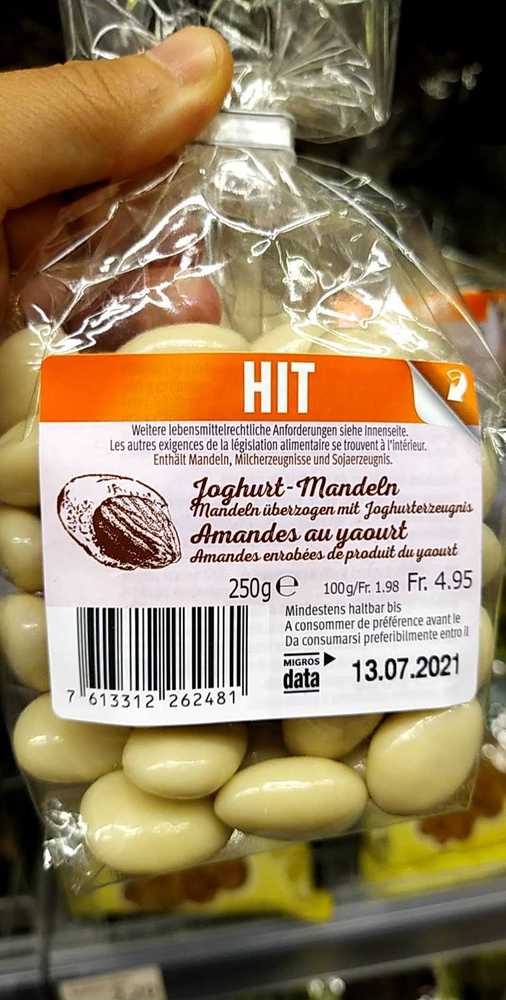 HIT
Weitere lebensmittelrechtliche Anforderungen siehe Innenseite.
Les autres exigences de la législation alimentaire se trouvent à l'intérieur.
Enthält Mandeln, Milcherzeugnisse und Sojaerzeugnis.
Joghurt-Mandeln
Mandeln überzogen mit Joghurterzeugnis
Amandes au yaourt
Amandes enrobées de produit du yaourt
250g e 100g/Fr. 1.98 Fr. 4.95
Mindestens haltbar bis
A consommer de préférence avant le
Da consumarsi preferibilmente entro il
MIGROS data 13.07.2021
7 613312 262481